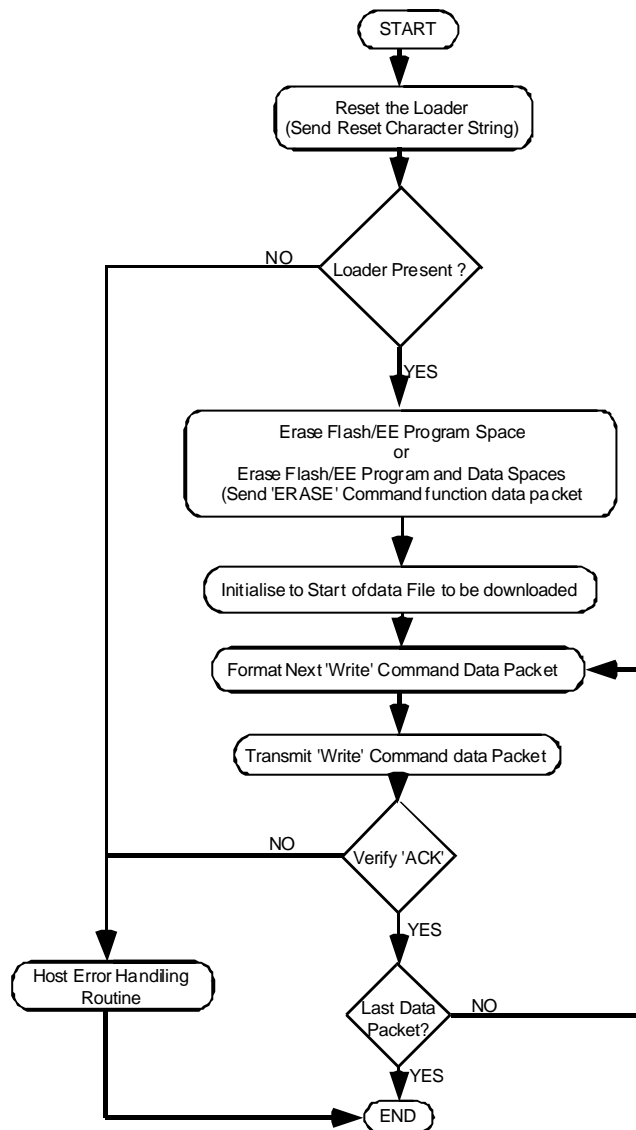 START
Reset the Loader
(Send Reset Character String)
NO
Loader Present ?
YES
Erase Flash/EE Program Space
or
Erase Flash/EE Program and Data Spaces
(Send 'ERASE' Command function data packet
Initialise to Start of data File to be downloaded
Format Next 'Write' Command Data Packet
Transmit 'Write' Command data Packet
NO
Verify 'ACK'
YES
Host Error Handling
Routine
Last Data
Packet?
NO
YES
END